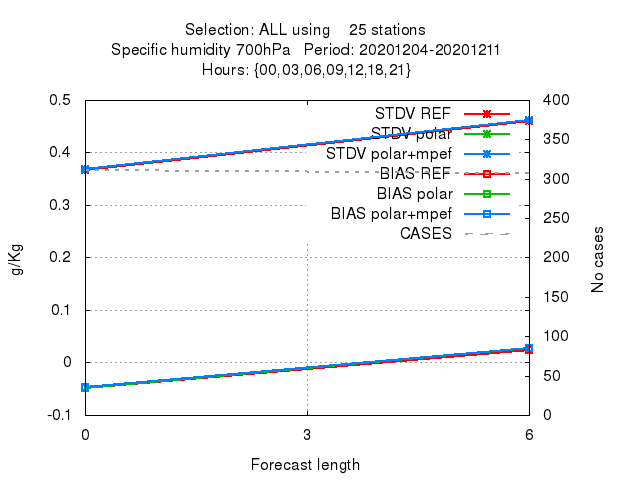 Selection: ALL using 25 stations
Specific humidity 700hPa Period: 20201204-20201211
Hours: {00,03,06,09,12,18,21}
0.5
0.4
0.3
0.2
0.1
0
-0.1
g/Kg
400
350
300
250
200
150
100
50
0
No cases
STDV REF
STDV polar
STDV polar+mpef
BIAS REF
BIAS polar
BIAS polar+mpef
CASES
0
3
6
Forecast length